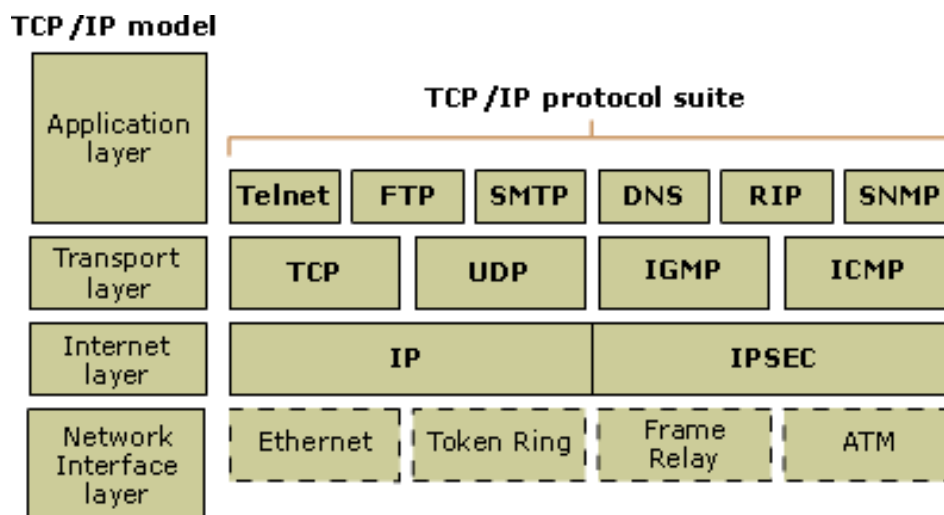 TCP/IP model
Application
layer
TCP/IP protocol suite
Telnet FTP SMTP DNS RIP SNMP
Transport
layer
TCP UDP IGMP ICMP
Internet
layer
IP IPSEC
Network
Interface
layer
Ethernet Token Ring Frame
Relay ATM